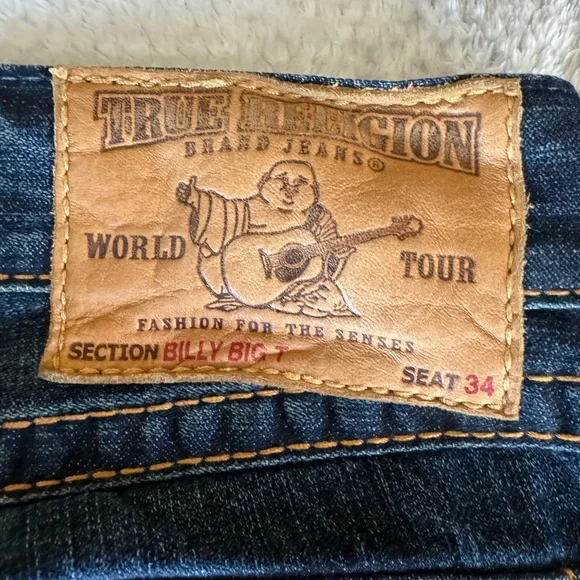 TRUE RELIGION
BRAND JEANS®
WORLD TOUR
FASHION FOR THE SENSES
SECTION BILLY BIG T
SEAT 34